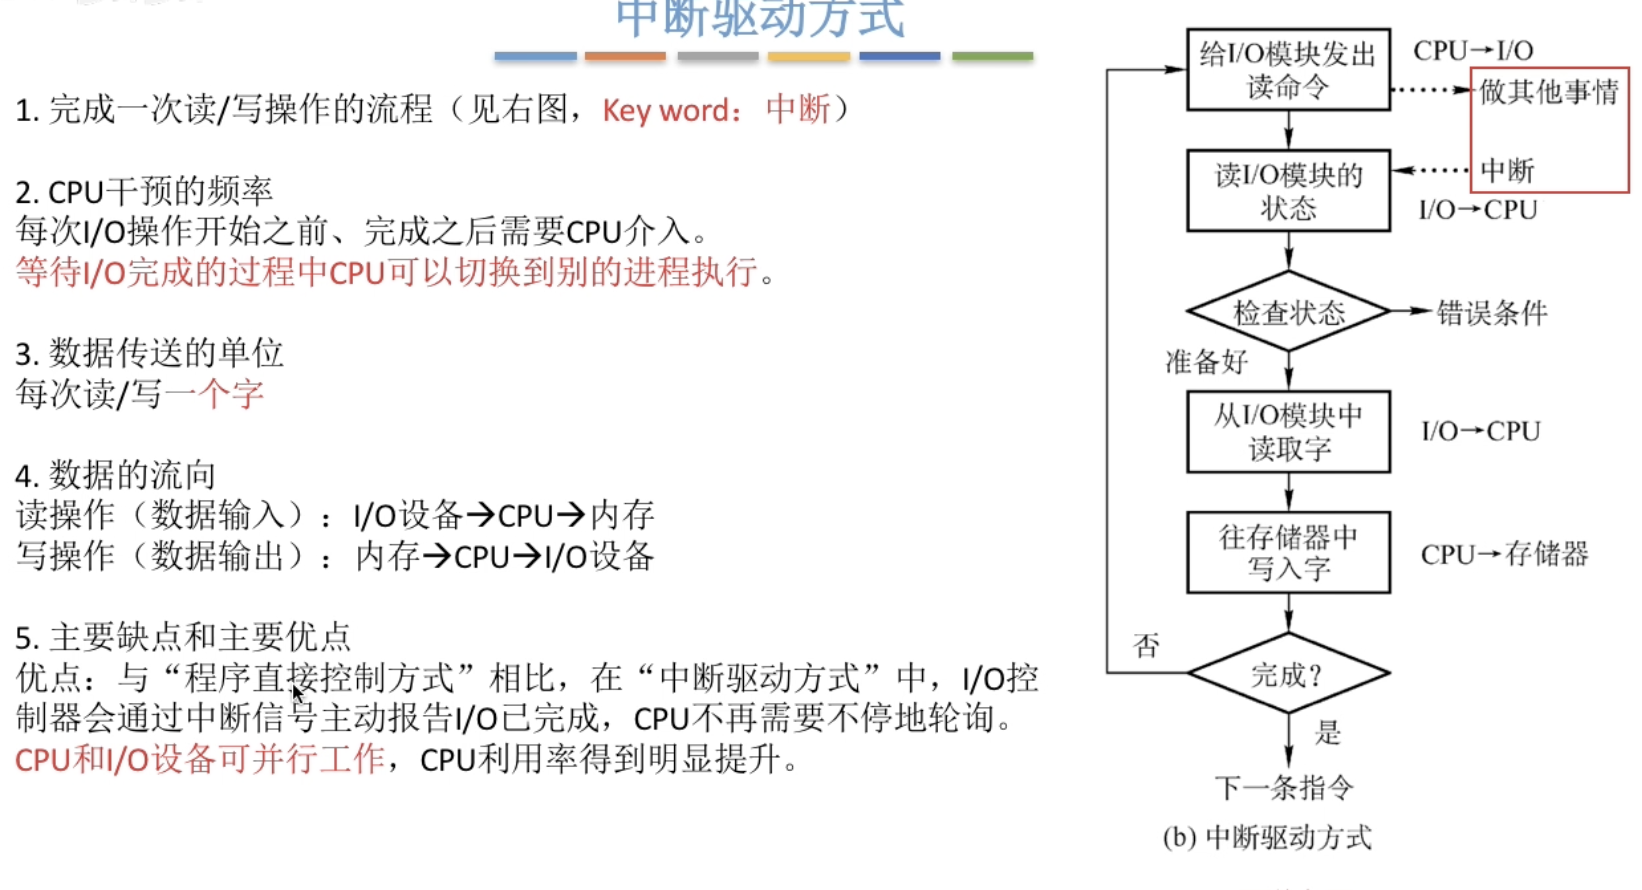 中断驱动方式
1. 完成一次读/写操作的流程（见右图，Key word：中断）
2. CPU干预的频率
每次I/O操作开始之前、完成之后需要CPU介入。
等待I/O完成的过程中CPU可以切换到别的进程执行。
3. 数据传送的单位
每次读/写一个字
4. 数据的流向
读操作（数据输入）：I/O设备→CPU→内存
写操作（数据输出）：内存→CPU→I/O设备
5. 主要缺点和主要优点
优点：与“程序直接控制方式”相比，在“中断驱动方式”中，I/O控
制器会通过中断信号主动报告I/O已完成，CPU不再需要不停地轮询。
CPU和I/O设备可并行工作，CPU利用率得到明显提升。
给I/O模块发出
读命令
CPU→I/O
做其他事情
读I/O模块的
状态
中断
I/O→CPU
检查状态
错误条件
准备好
从I/O模块中
读取字
I/O→CPU
往存储器中
写入字
CPU→存储器
否
完成？
是
下一条指令
(b) 中断驱动方式